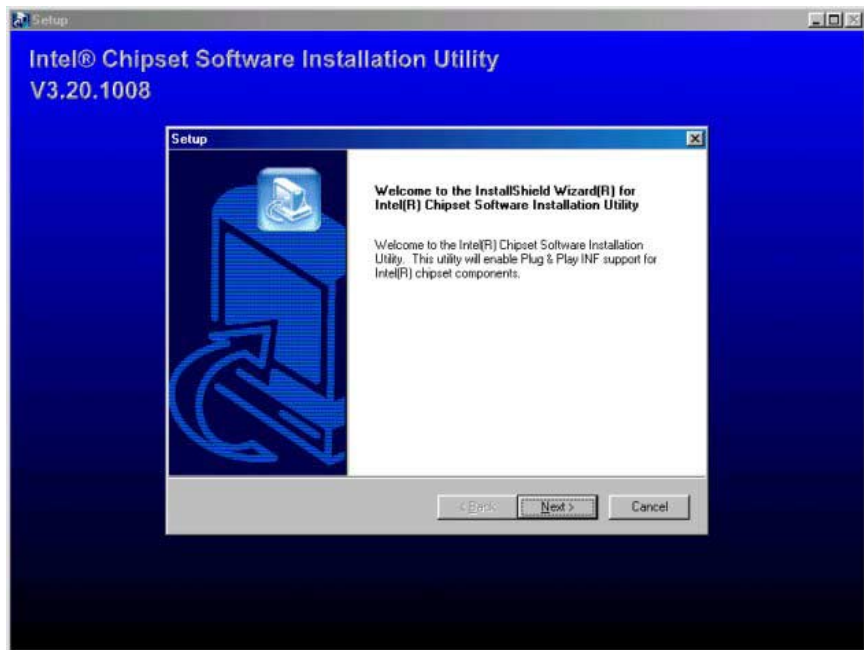 Setup
Intel® Chipset Software Installation Utility
V3.20.1008
Setup
Welcome to the InstallShield Wizard(R) for
Intel(R) Chipset Software Installation Utility
Welcome to the Intel(R) Chipset Software Installation
Utility. This utility will enable Plug & Play INF support for
Intel(R) chipset components.
< Back Next > Cancel